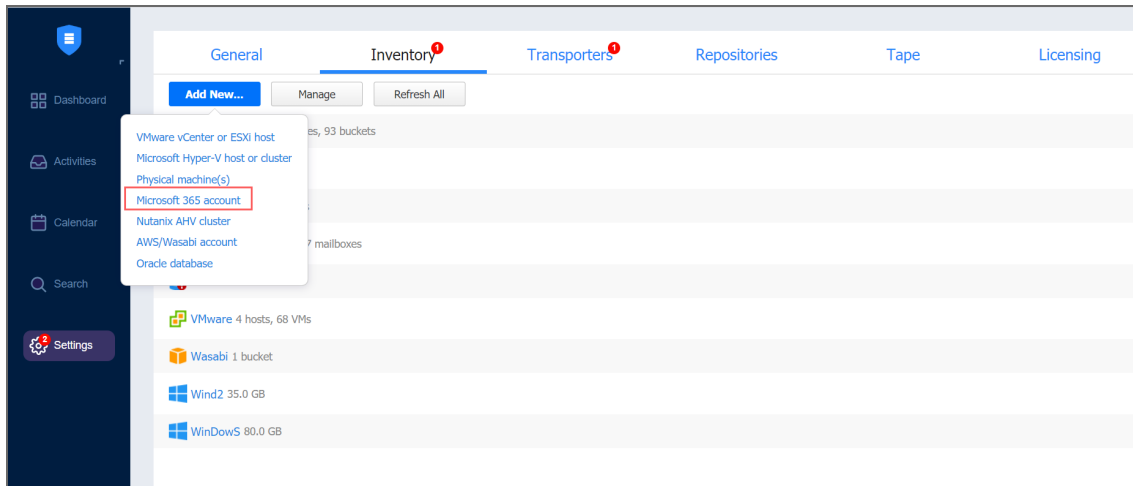 General Inventory 1 Transporters 1 Repositories Tape Licensing
Dashboard
Add New... Manage Refresh All
VMware vCenter or ESXi host
es, 93 buckets
Microsoft Hyper-V host or cluster
Activities
Physical machine(s)
Microsoft 365 account
Nutanix AHV cluster
Calendar
AWS/Wasabi account
7 mailboxes
Oracle database
Search
VMware 4 hosts, 68 VMs
2 Settings
Wasabi 1 bucket
Wind2 35.0 GB
WinDowS 80.0 GB